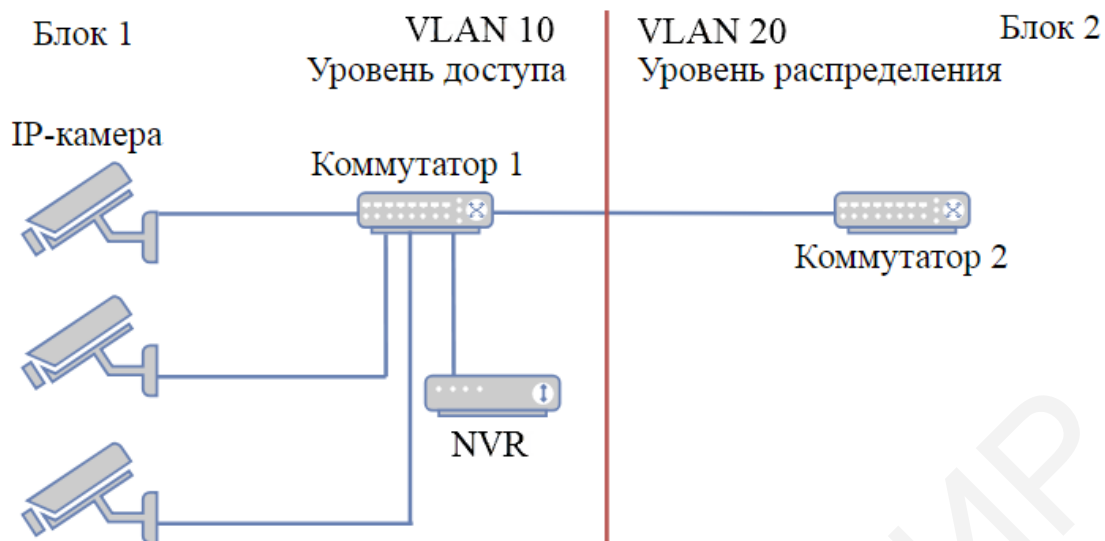 Блок 1
VLAN 10
Уровень доступа
VLAN 20
Уровень распределения
Блок 2
IP-камера
Коммутатор 1
Коммутатор 2
NVR
ИР